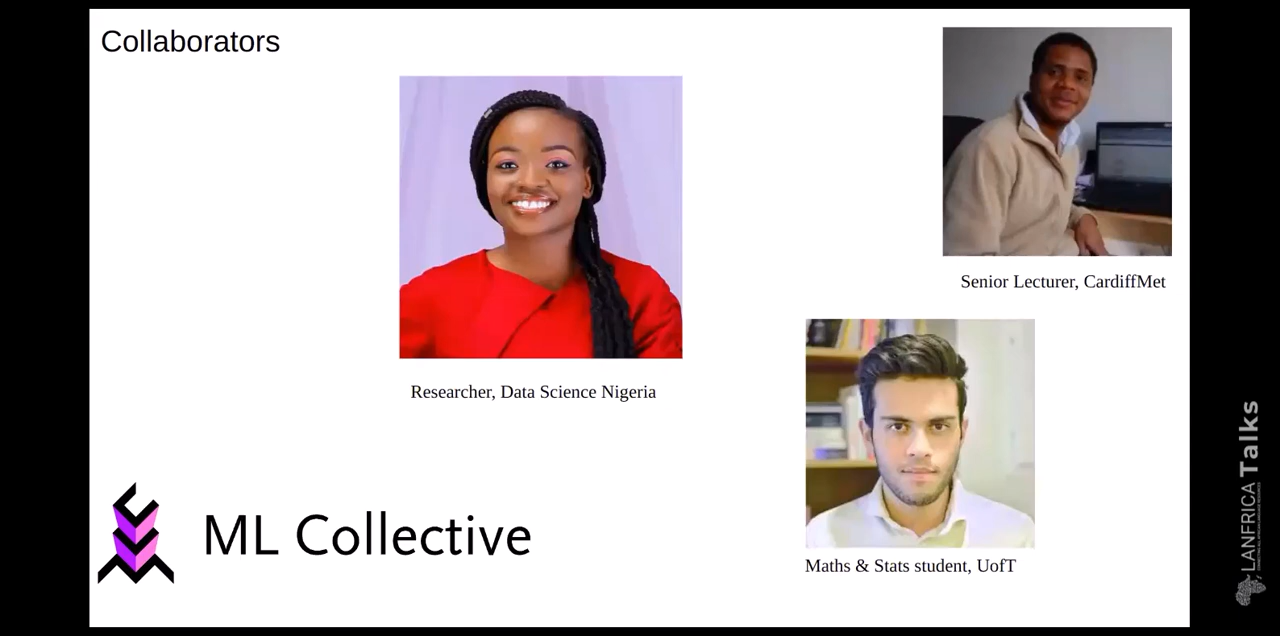 Collaborators
Senior Lecturer, CardiffMet
Researcher, Data Science Nigeria
ML Collective
Maths & Stats student, UofT
LANFRICA Talks